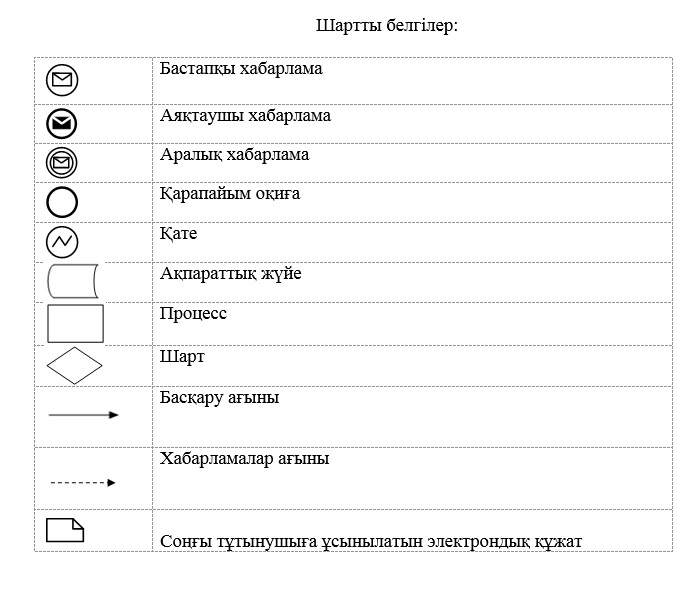 Шартты белгілер:
Бастапқы хабарлама
Аяқтаушы хабарлама
Аралық хабарлама
Қарапайым оқиға
Қате
Ақпараттық жүйе
Процесс
Шарт
Басқару ағыны
Хабарламалар ағыны
Соңғы тұтынушыға ұсынылатын электрондық құжат